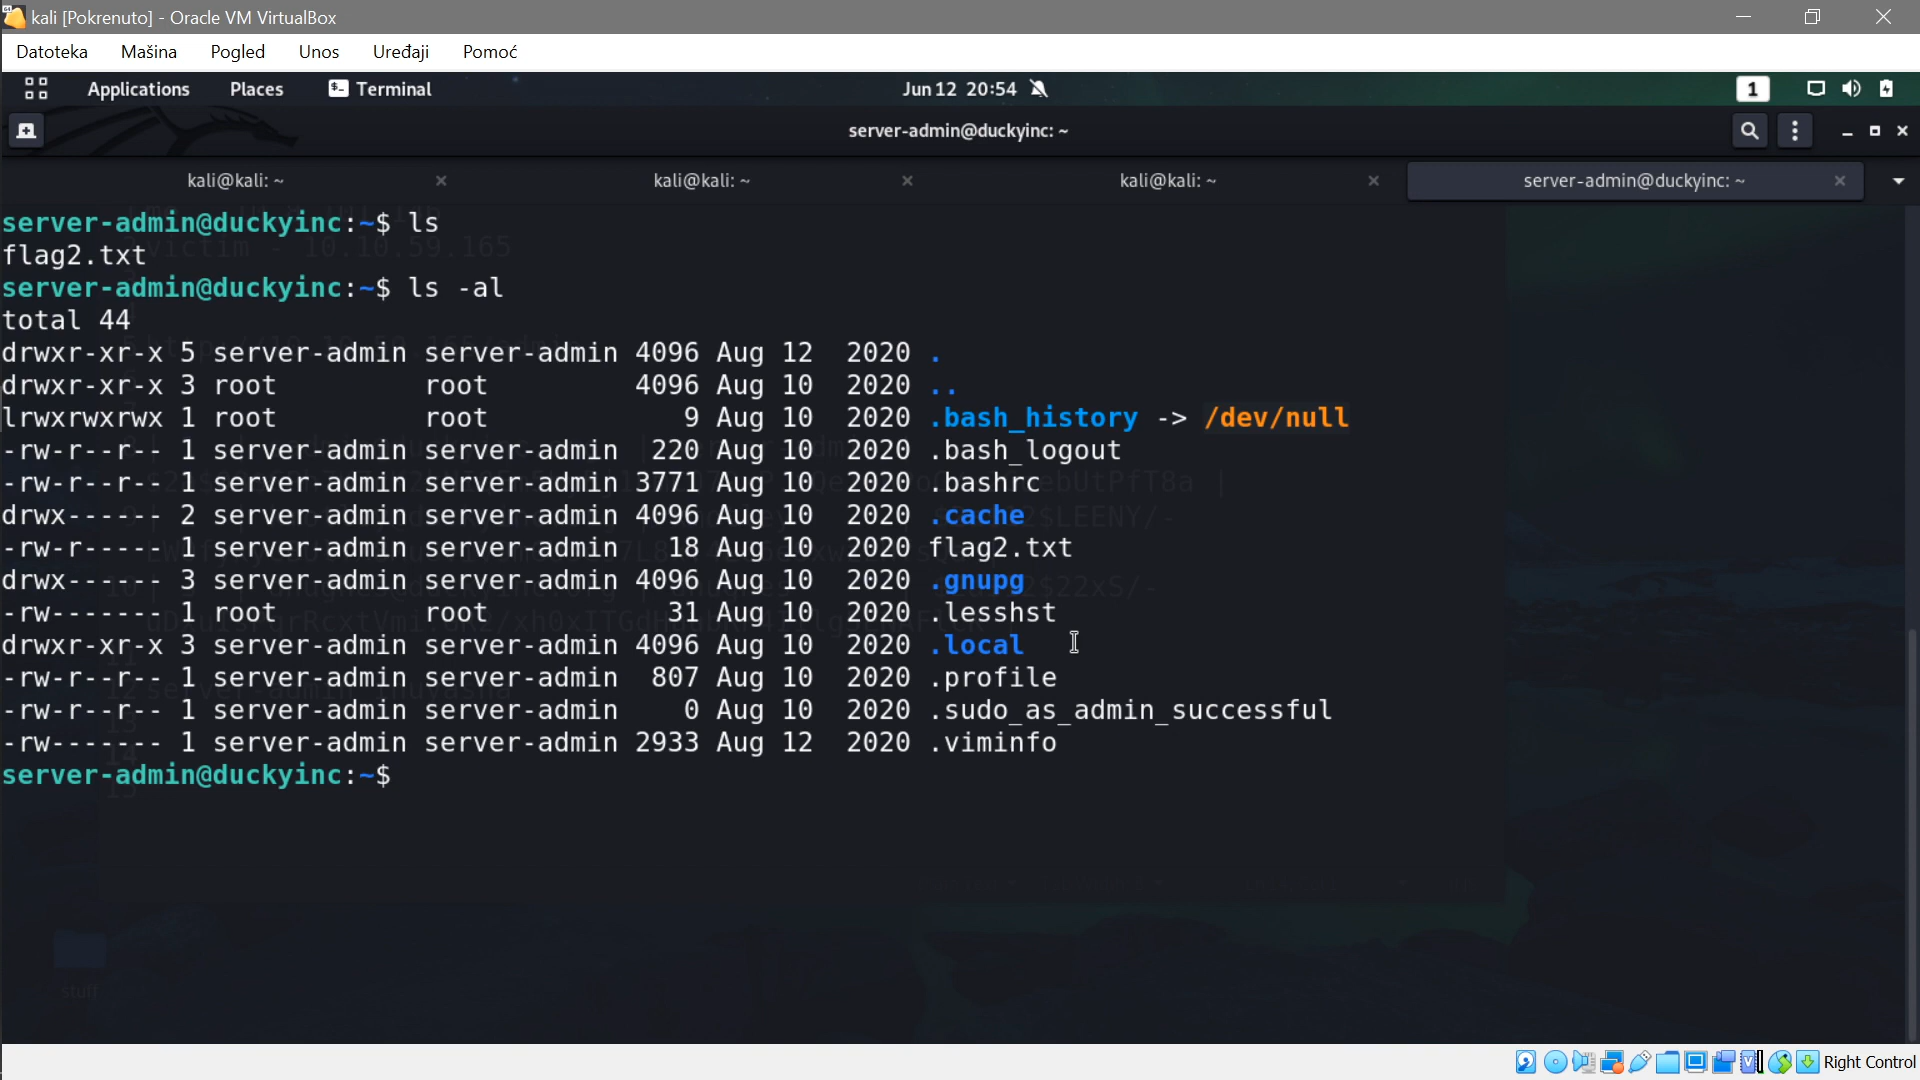 kali [Pokrenuto] - Oracle VM VirtualBox
Datoteka Mašina Pogled Unos Uređaji Pomoć
Applications Places Terminal Jun 12 20:54 1
server-admin@duckyinc: ~
kali@kali: ~ kali@kali: ~ kali@kali: ~ server-admin@duckyinc: ~
server-admin@duckyinc:~$ ls
flag2.txt
server-admin@duckyinc:~$ ls -al
total 44
drwxr-xr-x 5 server-admin server-admin 4096 Aug 12  2020 .
drwxr-xr-x 3 root         root         4096 Aug 10  2020 ..
lrwxrwxrwx 1 root         root            9 Aug 10  2020 .bash_history -> /dev/null
-rw-r--r-- 1 server-admin server-admin  220 Aug 10  2020 .bash_logout
-rw-r--r-- 1 server-admin server-admin 3771 Aug 10  2020 .bashrc
drwx------ 2 server-admin server-admin 4096 Aug 10  2020 .cache
-rw-r----- 1 server-admin server-admin   18 Aug 10  2020 flag2.txt
drwx------ 3 server-admin server-admin 4096 Aug 10  2020 .gnupg
-rw------- 1 root         root           31 Aug 10  2020 .lesshst
drwxr-xr-x 3 server-admin server-admin 4096 Aug 10  2020 .local
-rw-r--r-- 1 server-admin server-admin  807 Aug 10  2020 .profile
-rw-r--r-- 1 server-admin server-admin    0 Aug 10  2020 .sudo_as_admin_successful
-rw------- 1 server-admin server-admin 2933 Aug 12  2020 .viminfo
server-admin@duckyinc:~$
stuff
Right Control